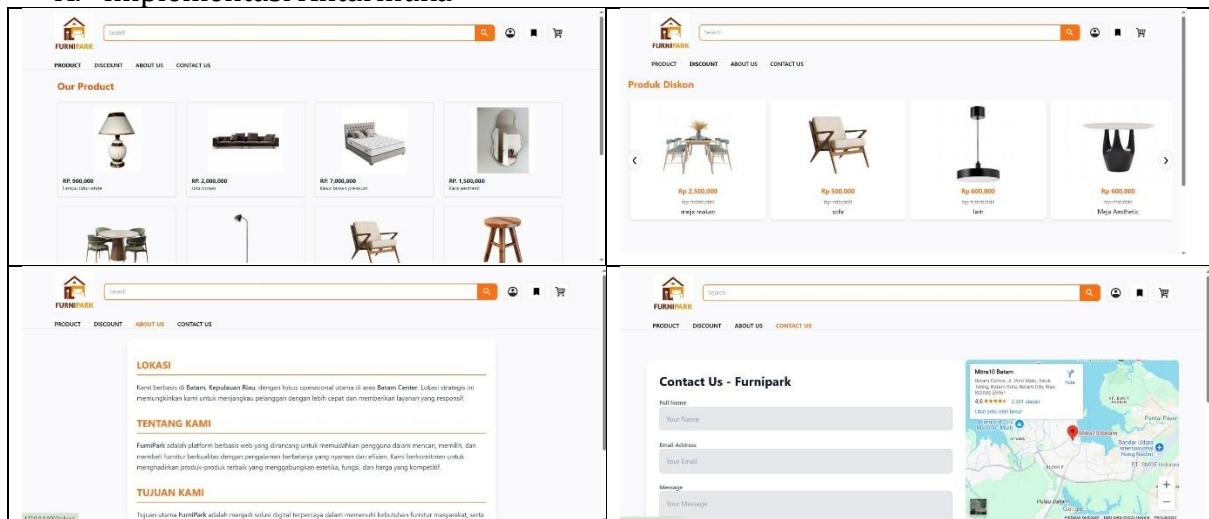 Search
FURNIPARK
PRODUCT DISCOUNT ABOUT US CONTACT US
Our Product
RP. 900,000
Lampu tidur white
RP. 2,000,000
sofa brown
RP. 7,000,000
kasur brown premium
RP. 1,500,000
Kaca aesthetic
Search
FURNIPARK
PRODUCT DISCOUNT ABOUT US CONTACT US
Produk Diskon
Rp 2,500,000
meja makan
Rp 500,000
sofa
Rp 600,000
lam
Rp 600,000
Meja Aesthetic
Search
FURNIPARK
PRODUCT DISCOUNT ABOUT US CONTACT US
LOKASI
Kami berbasis di Batam, Kepulauan Riau, dengan fokus operasional utama di area Batam Center. Lokasi strategis ini
memungkinkan kami untuk menjangkau pelanggan dengan lebih cepat dan memberikan layanan yang responsif.
TENTANG KAMI
FurniPark adalah platform berbasis web yang dirancang untuk memudahkan pengguna dalam mencari, memilih, dan
membeli furnitur berkualitas dengan pengalaman berbelanja yang nyaman dan efisien. Kami berkomitmen untuk
menghadirkan produk-produk terbaik yang menggabungkan estetika, fungsi, dan harga yang kompetitif.
TUJUAN KAMI
Tujuan utama FurniPark adalah menjadi solusi digital terpercaya dalam memenuhi kebutuhan furnitur masyarakat, serta
Search
FURNIPARK
PRODUCT DISCOUNT ABOUT US CONTACT US
Contact Us - Furnipark
Full Name
Your Name
Email Address
Your Email
Message
Your Message
Mitra10 Batam
Rute
4.6
Lihat peta lebih besar
Mitra10 Batam
Google